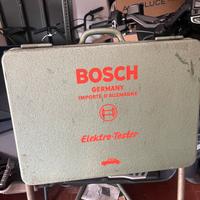 BOSCH
GERMANY
IMPORTÉ D'ALLEMAGNE
Elektro-Tester